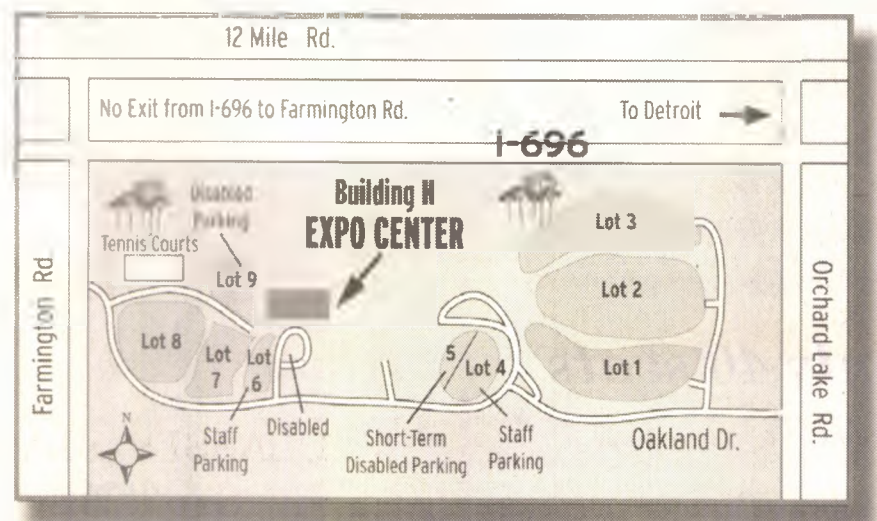 12 Mile Rd.
No Exit from I-696 to Farmington Rd.
To Detroit
I-696
Disabled
Parking
Building H
EXPO CENTER
Tennis Courts
Lot 9
Lot 3
Lot 2
Lot 1
Lot 8
Lot
7
Lot
6
5
Lot 4
Farmington Rd.
Orchard Lake Rd.
N
Staff
Parking
Disabled
Short-Term
Disabled Parking
Staff
Parking
Oakland Dr.